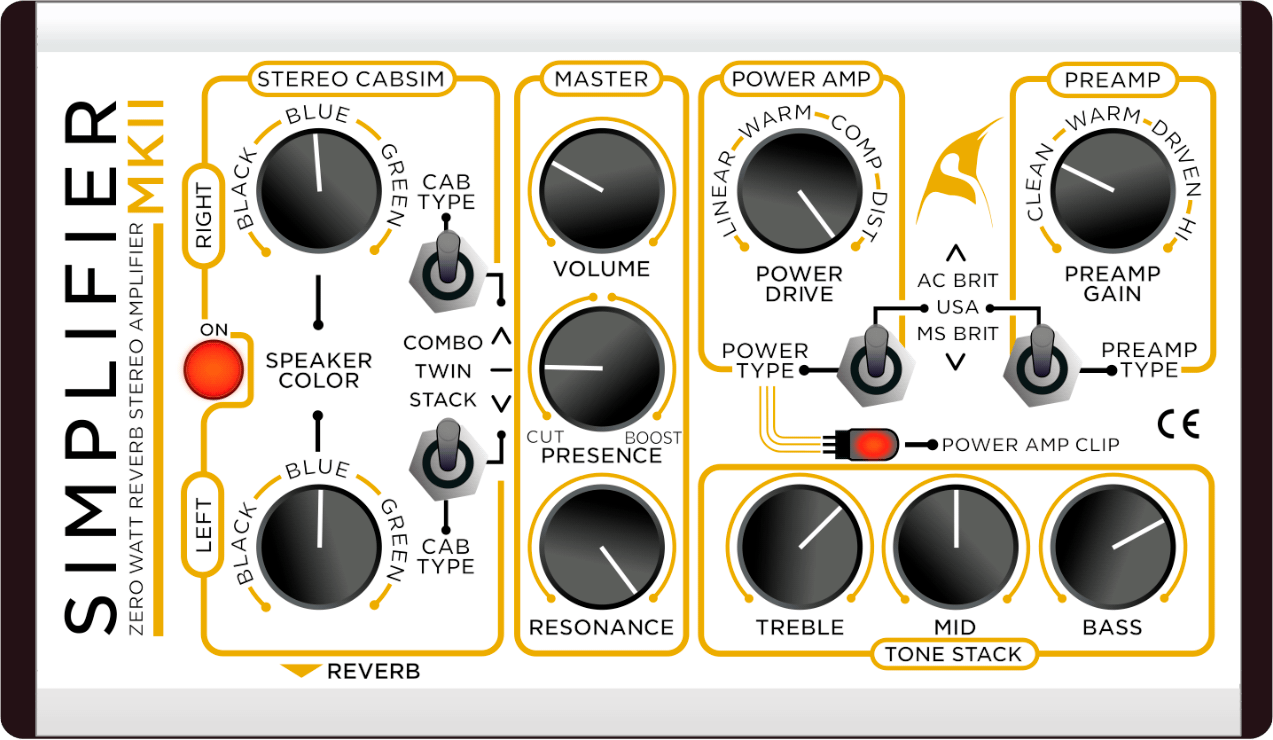 SIMPLIFIER
MKII
ZERO WATT REVERB STEREO AMPLIFIER
STEREO CABSIM
RIGHT
BLACK
BLUE
GREEN
CAB
TYPE
ON
SPEAKER
COLOR
COMBO
TWIN
STACK
LEFT
BLACK
BLUE
GREEN
CAB
TYPE
REVERB
MASTER
VOLUME
CUT
BOOST
PRESENCE
RESONANCE
POWER AMP
LINEAR
WARM
COMP
DIST
POWER
DRIVE
PREAMP
CLEAN
WARM
DRIVEN
HI
PREAMP
GAIN
AC BRIT
USA
MS BRIT
POWER
TYPE
PREAMP
TYPE
CE
POWER AMP CLIP
TREBLE
MID
BASS
TONE STACK